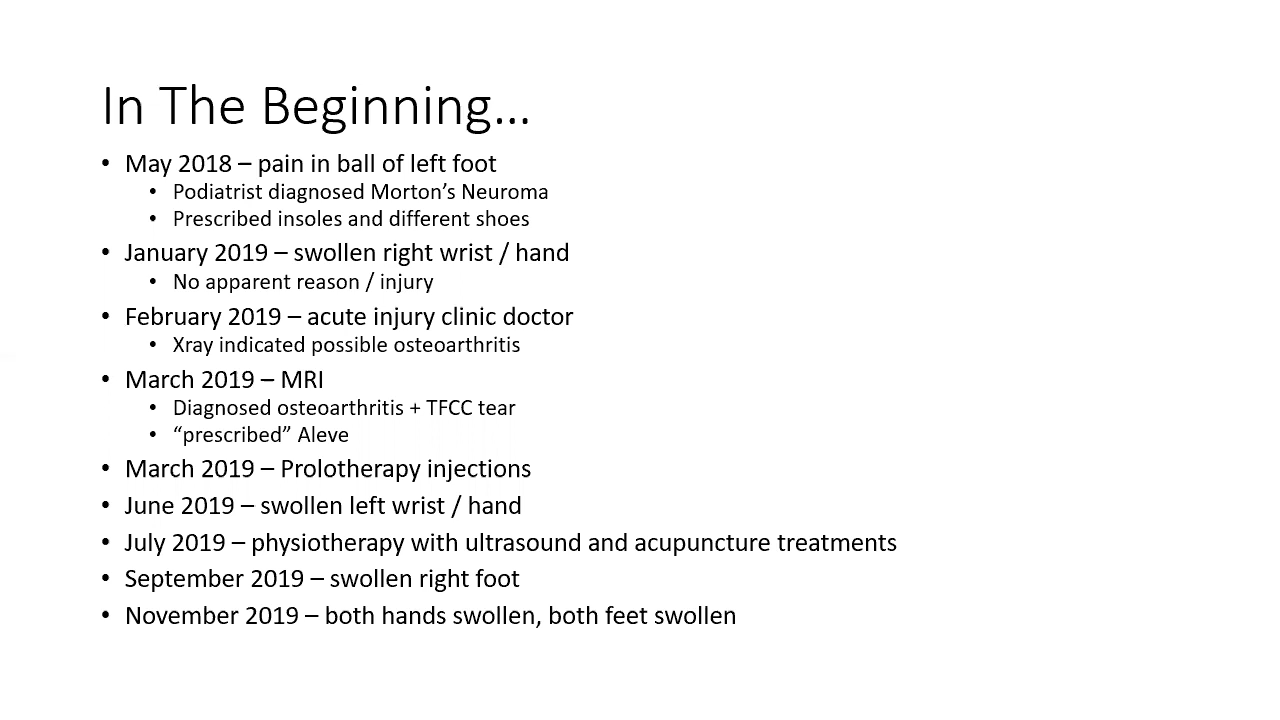 In The Beginning...
• May 2018 – pain in ball of left foot
• Podiatrist diagnosed Morton's Neuroma
• Prescribed insoles and different shoes
• January 2019 – swollen right wrist / hand
• No apparent reason / injury
• February 2019 – acute injury clinic doctor
• Xray indicated possible osteoarthritis
• March 2019 – MRI
• Diagnosed osteoarthritis + TFCC tear
• “prescribed” Aleve
• March 2019 – Prolotherapy injections
• June 2019 – swollen left wrist / hand
• July 2019 – physiotherapy with ultrasound and acupuncture treatments
• September 2019 – swollen right foot
• November 2019 – both hands swollen, both feet swollen